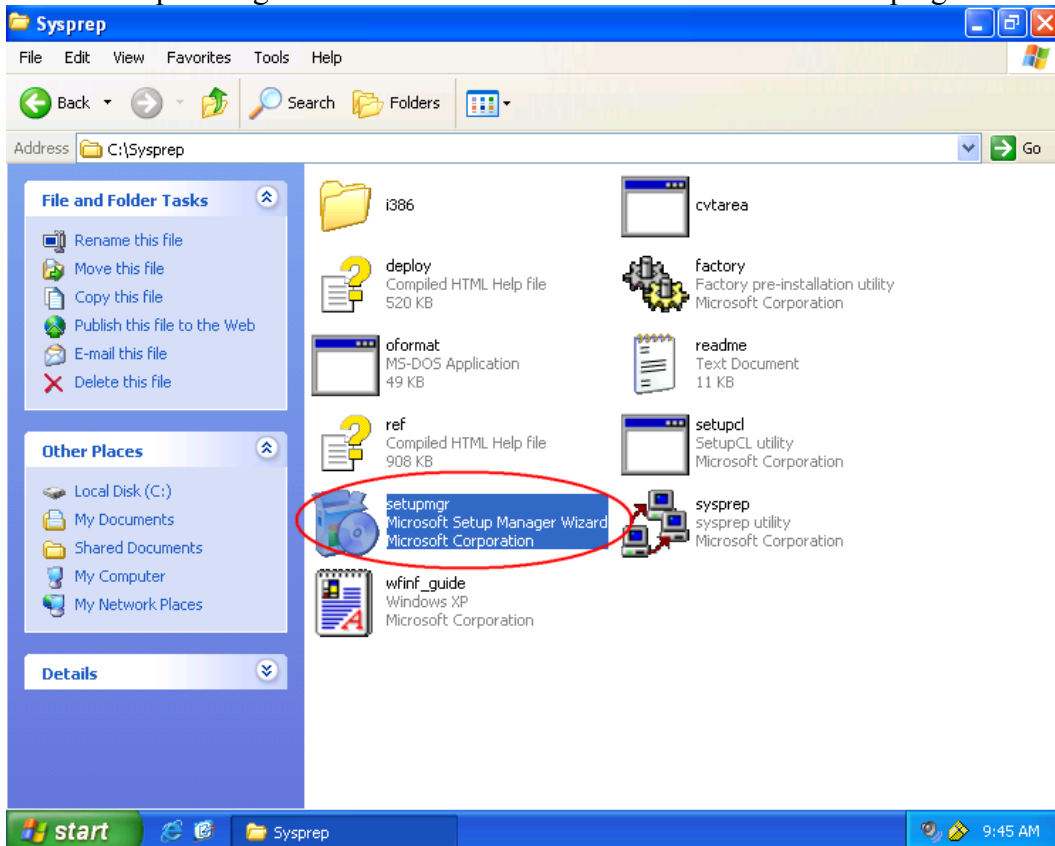 Sysprep
File Edit View Favorites Tools Help
Back Search Folders
Address C:\Sysprep Go
File and Folder Tasks
Rename this file
Move this file
Copy this file
Publish this file to the Web
E-mail this file
Delete this file
Other Places
Local Disk (C:)
My Documents
Shared Documents
My Computer
My Network Places
Details
i386
cvtarea
deploy
Compiled HTML Help file
520 KB
factory
Factory pre-installation utility
Microsoft Corporation
oformat
MS-DOS Application
49 KB
readme
Text Document
11 KB
ref
Compiled HTML Help file
908 KB
setupcl
SetupCL utility
Microsoft Corporation
setupmgr
Microsoft Setup Manager Wizard
Microsoft Corporation
sysprep
sysprep utility
Microsoft Corporation
wfinf_guide
Windows XP
Microsoft Corporation
start Sysprep 9:45 AM